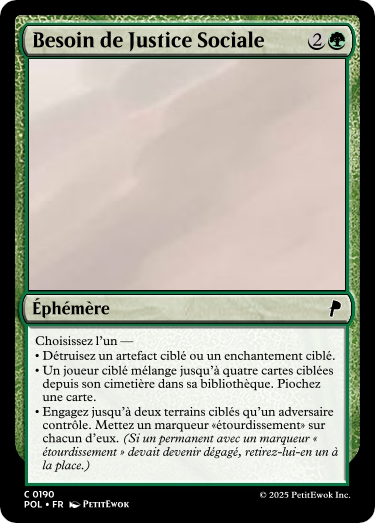 Besoin de Justice Sociale 2
Éphémère
Choisissez l'un —
• Détruisez un artefact ciblé ou un enchantement ciblé.
• Un joueur ciblé mélange jusqu'à quatre cartes ciblées
depuis son cimetière dans sa bibliothèque. Piochez
une carte.
• Engagez jusqu'à deux terrains ciblés qu'un adversaire
contrôle. Mettez un marqueur «étourdissement» sur
chacun d'eux. (Si un permanent avec un marqueur «
étourdissement » devait devenir dégagé, retirez-lui-en un à
la place.)
C 0190
POL • FR PetitEwok
© 2025 PetitEwok Inc.